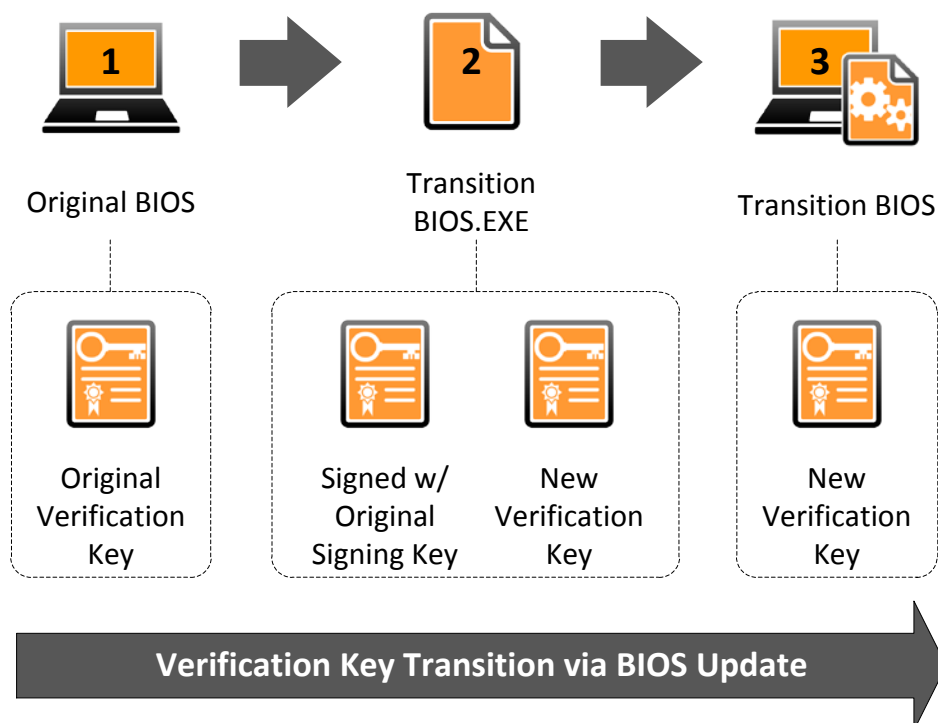 1
2
3
Original BIOS
Transition
BIOS.EXE
Transition BIOS
Original
Verification
Key
Signed w/
Original
Signing Key
New
Verification
Key
New
Verification
Key
Verification Key Transition via BIOS Update